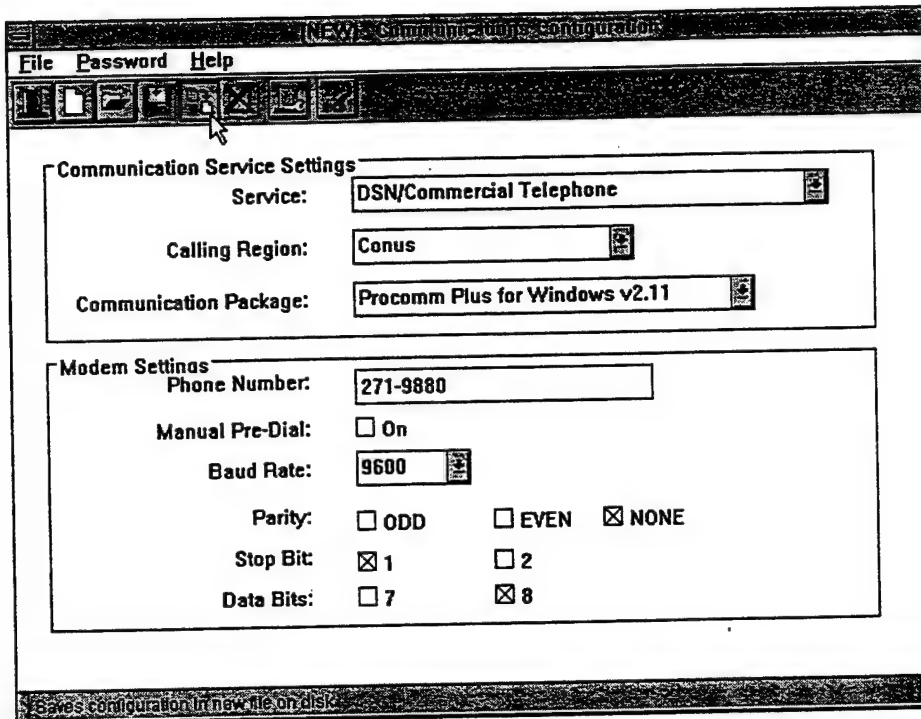 [NEW] - Communications Configuration
File Password Help
Communication Service Settings
Service: DSN/Commercial Telephone
Calling Region: Conus
Communication Package: Procomm Plus for Windows v2.11
Modem Settings
Phone Number: 271-9880
Manual Pre-Dial: On
Baud Rate: 9600
Parity: ODD EVEN NONE
Stop Bit: 1 2
Data Bits: 7 8
Saves configuration in new file on disk